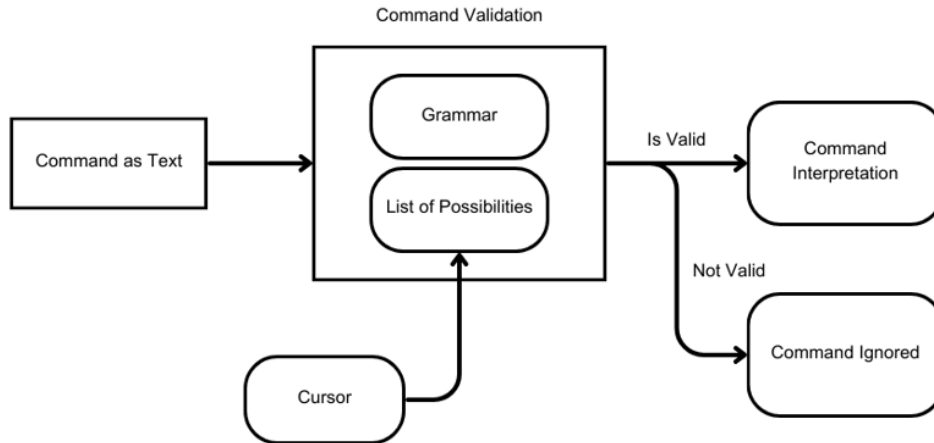 Command Validation
Grammar
Command as Text
List of Possibilities
Is Valid
Command
Interpretation
Not Valid
Command Ignored
Cursor